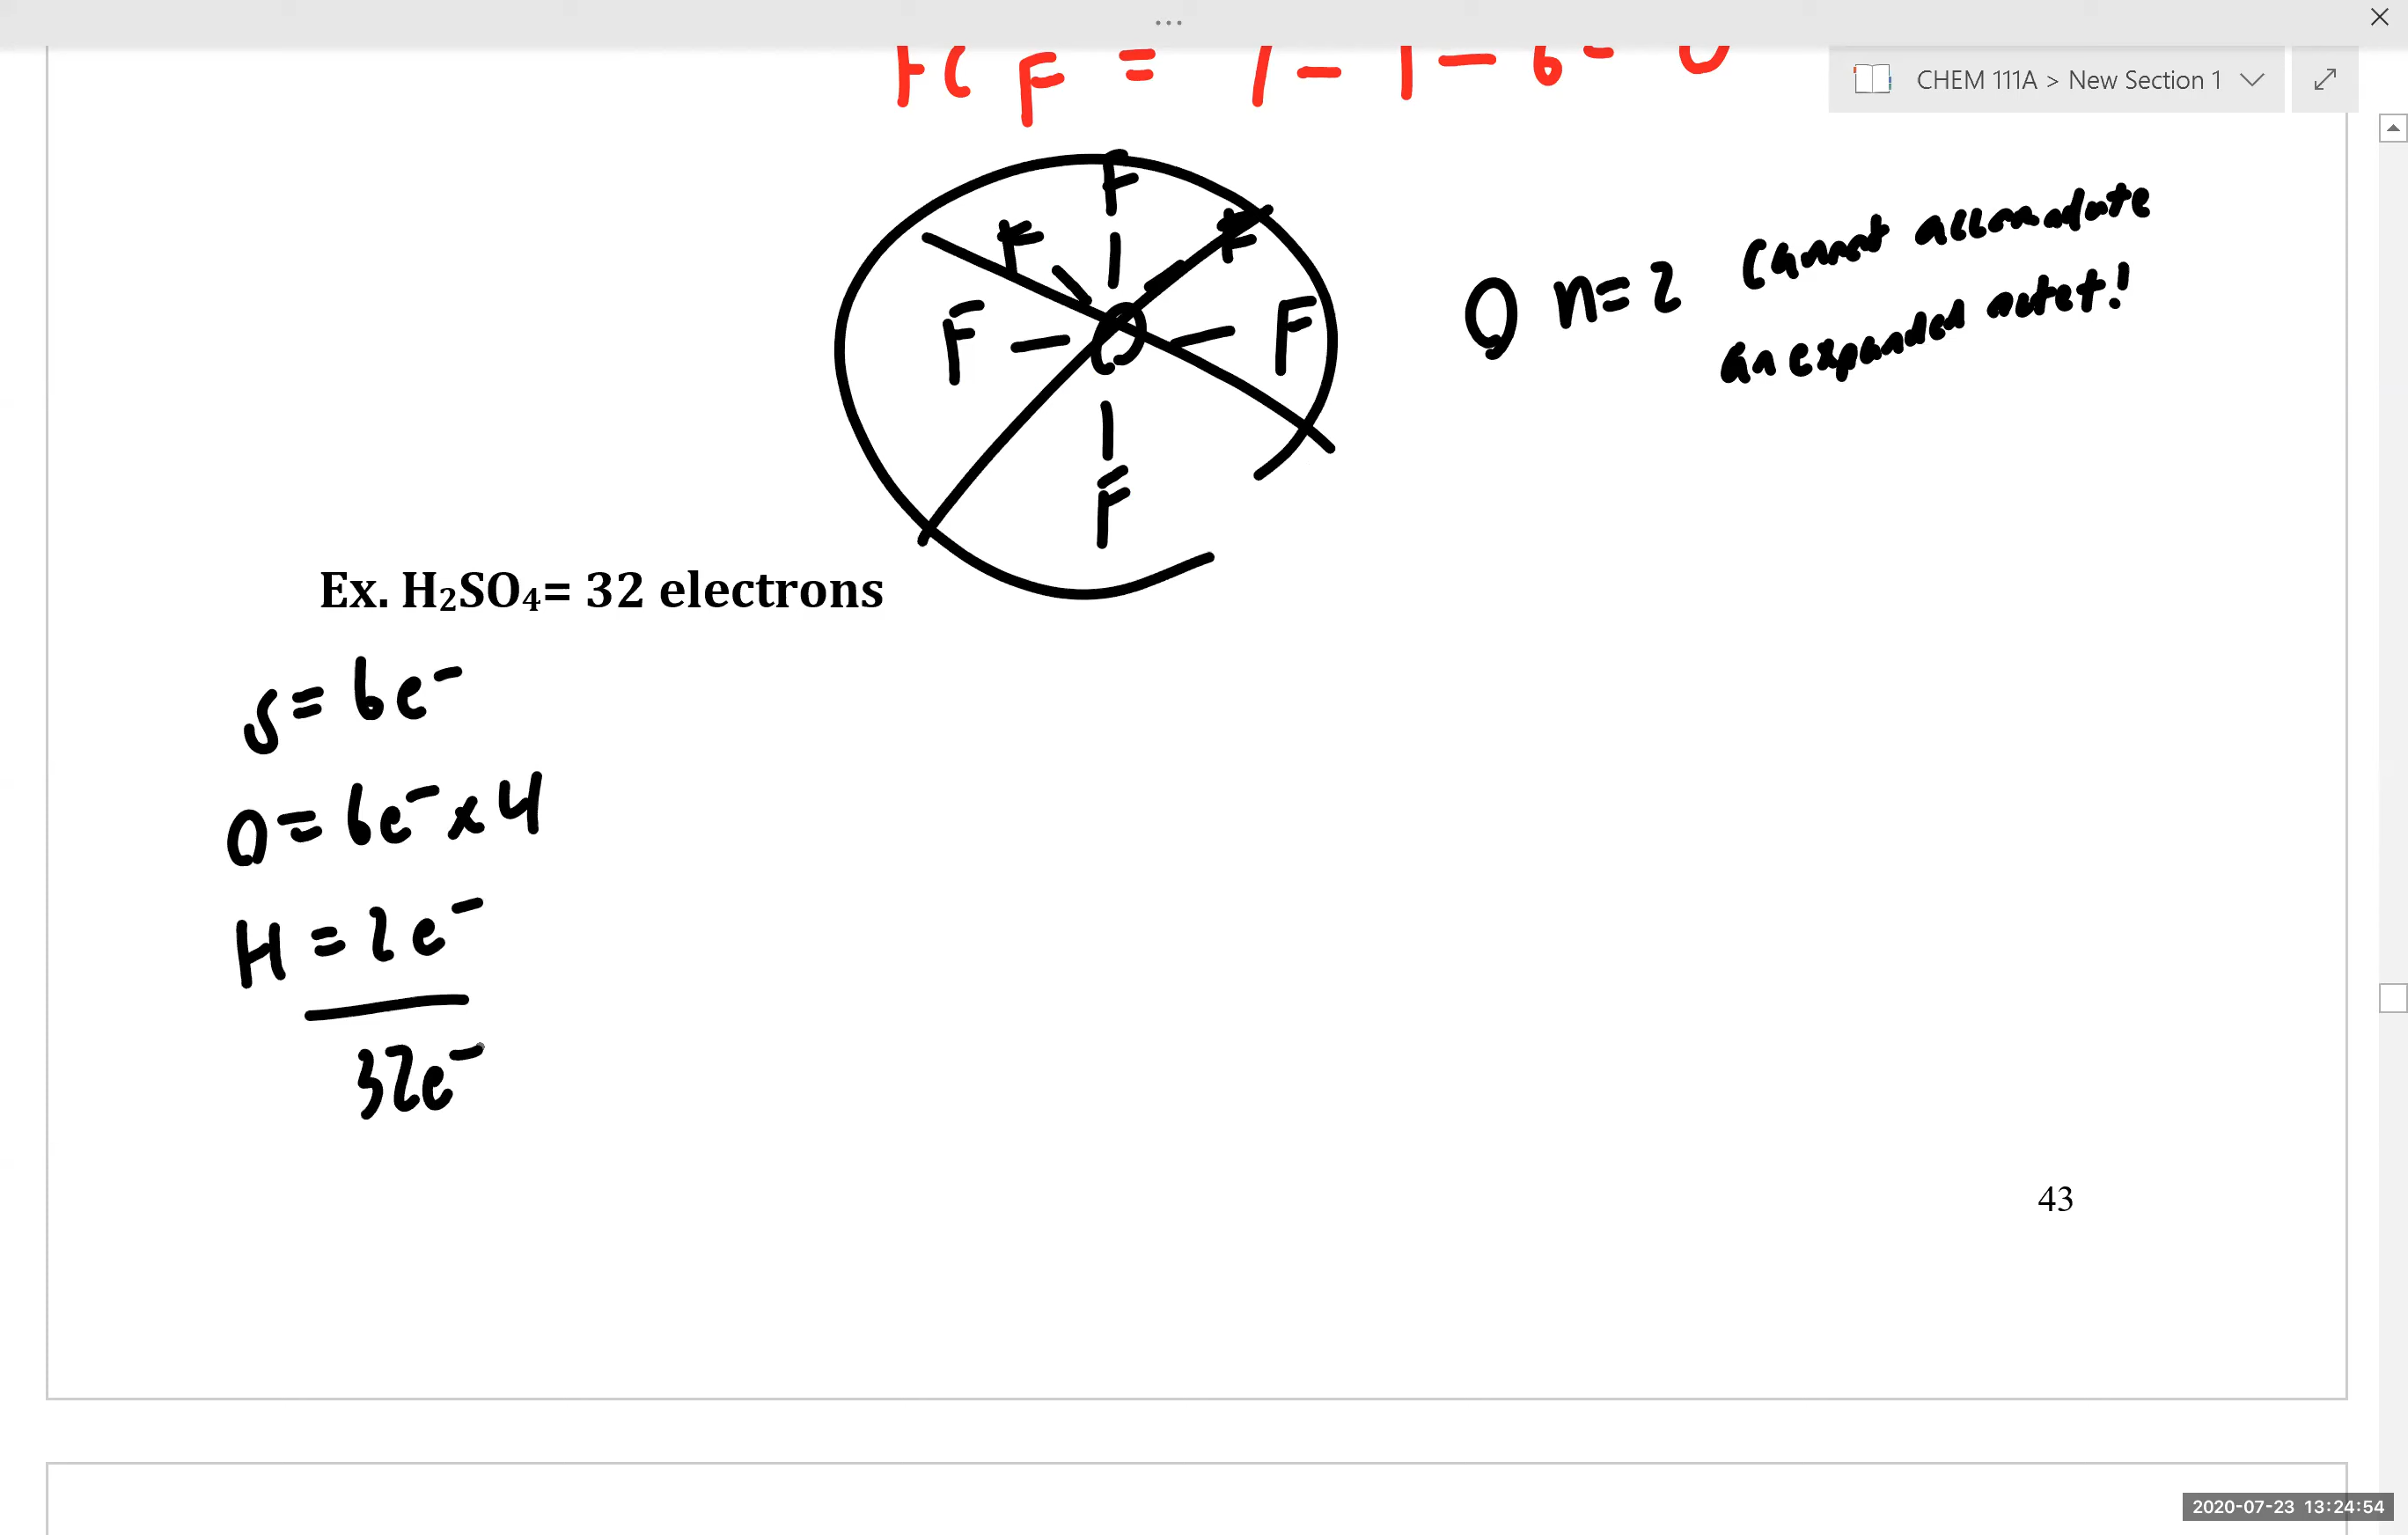 FC F = 7 - 1 - 6 = 0
CHEM 111A > New Section 1
F
F F
F O F
F
O n=2 Cannot accomadate
an expanded octet!
Ex. H₂SO₄= 32 electrons
S = 6e⁻
O = 6e⁻ x 4
H = 2e⁻
32e⁻
43
2020-07-23 13:24:54